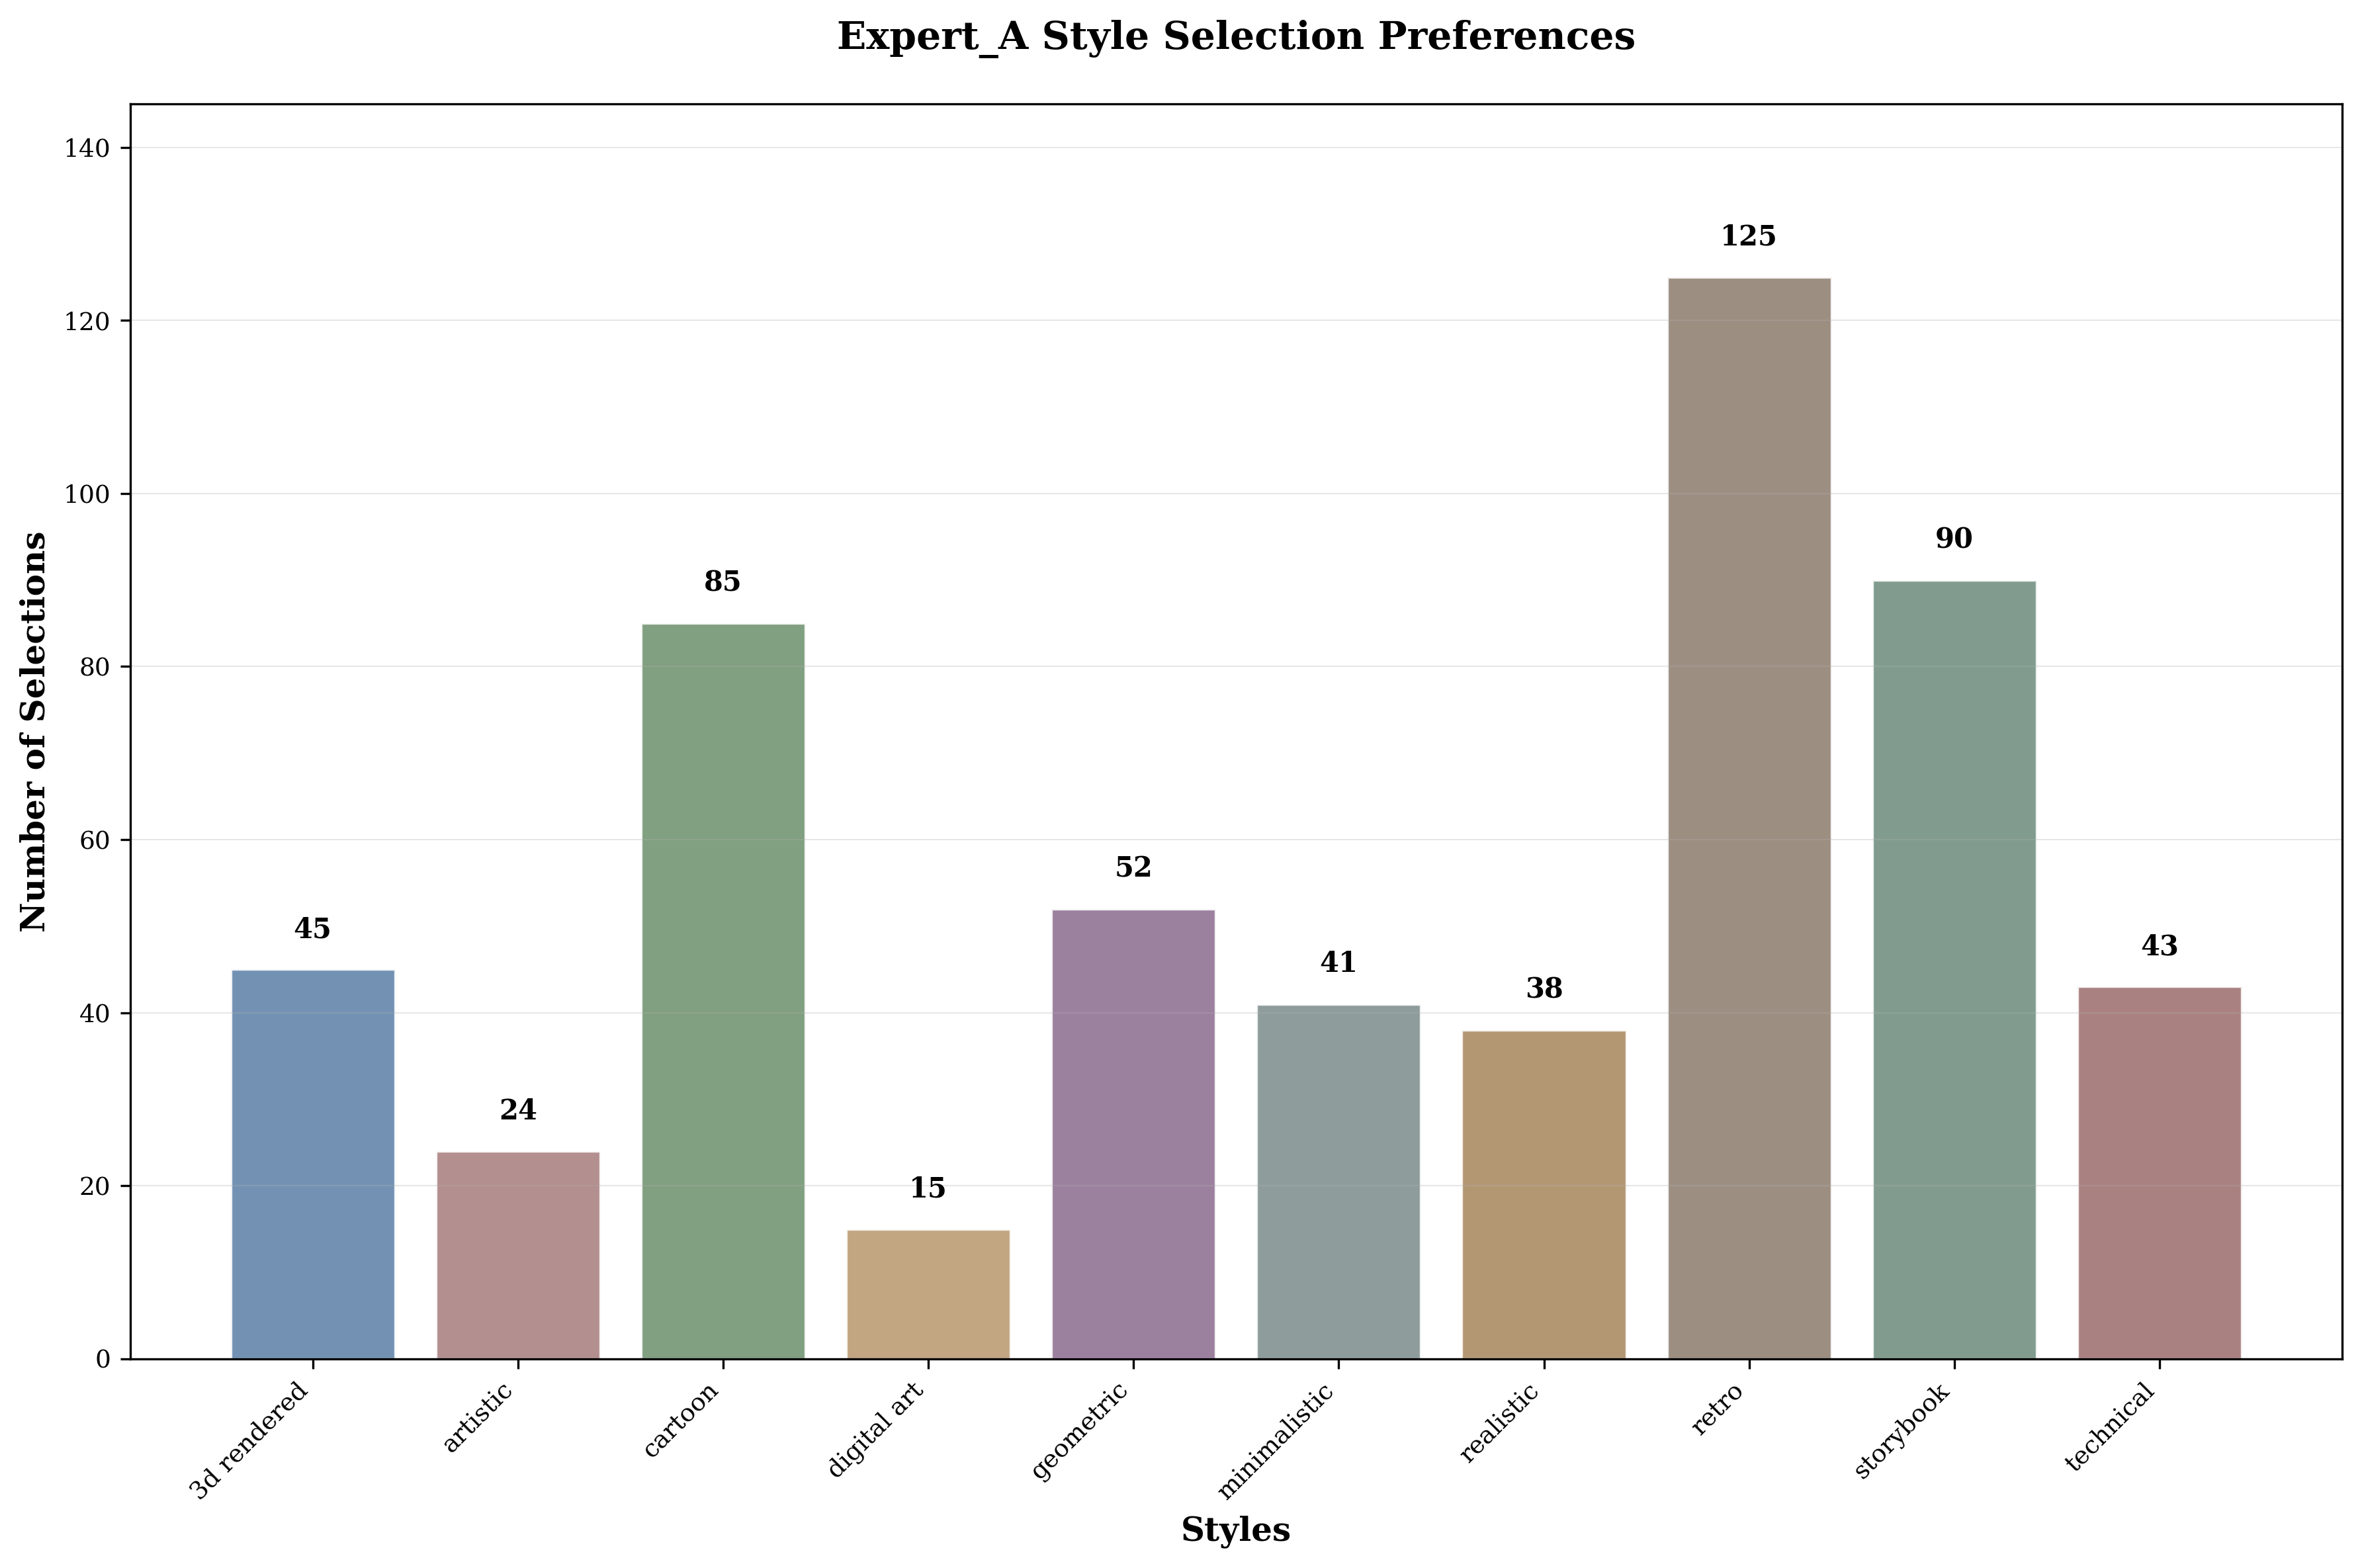 Expert_A Style Selection Preferences
Number of Selections
140
120
100
80
60
40
20
0
45
24
85
15
52
41
38
125
90
43
3d rendered
artistic
cartoon
digital art
geometric
minimalistic
realistic
retro
storybook
technical
Styles